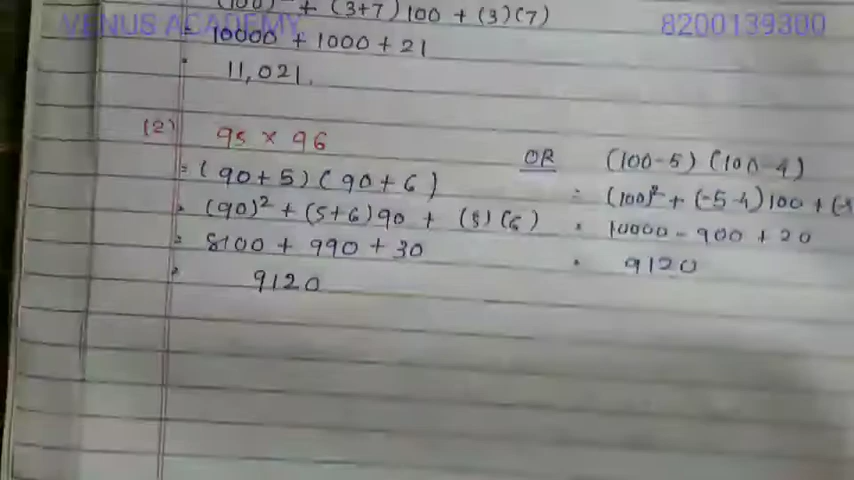 (100)² + (3+7)100 + (3)(7)
VENUS ACADEMY
8200139300
= 10000 + 1000 + 21
= 11,021.
(2) 95 × 96
= (90+5)(90+6)
= (90)² + (5+6)90 + (5)(6)
= 8100 + 990 + 30
= 9120
OR (100-5)(100-4)
= (100)² + (-5-4)100 +
= 10000 - 900 + 20
= 9120